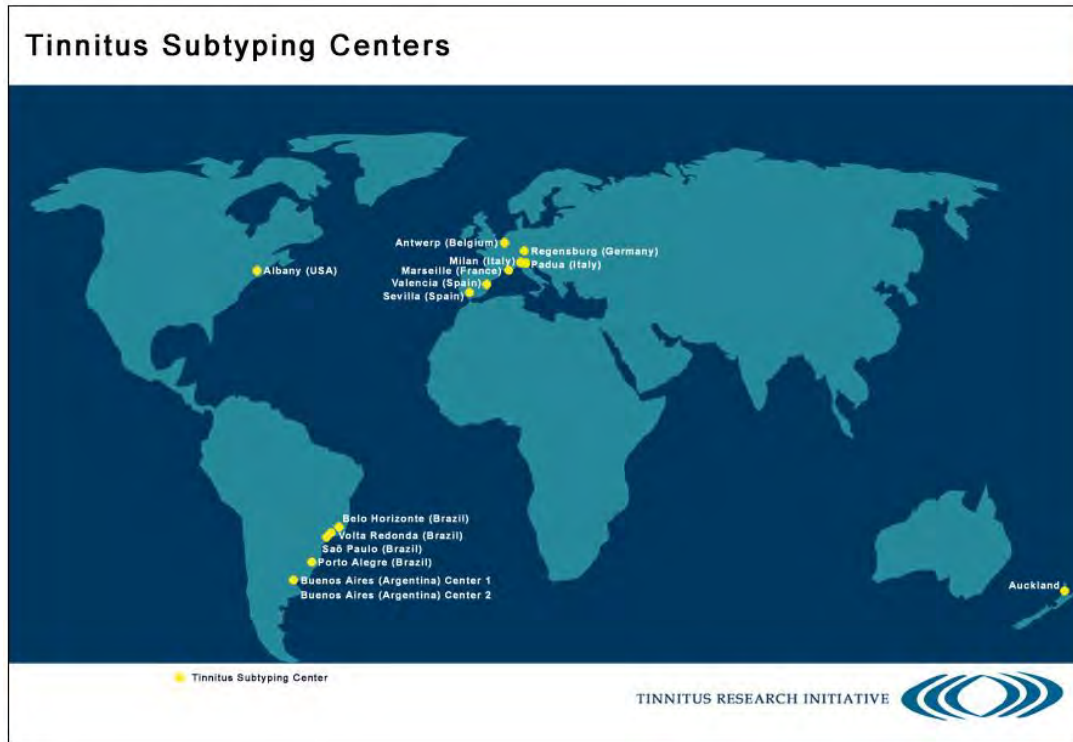 Tinnitus Subtyping Centers
Antwerp (Belgium)
Regensburg (Germany)
Milan (Italy)
Padua (Italy)
Albany (USA)
Marseille (France)
Valencia (Spain)
Sevilla (Spain)
Belo Horizonte (Brazil)
Volta Redonda (Brazil)
Saõ Paulo (Brazil)
Porto Alegre (Brazil)
Buenos Aires (Argentina) Center 1
Buenos Aires (Argentina) Center 2
Auckland
Tinnitus Subtyping Center
TINNITUS RESEARCH INITIATIVE